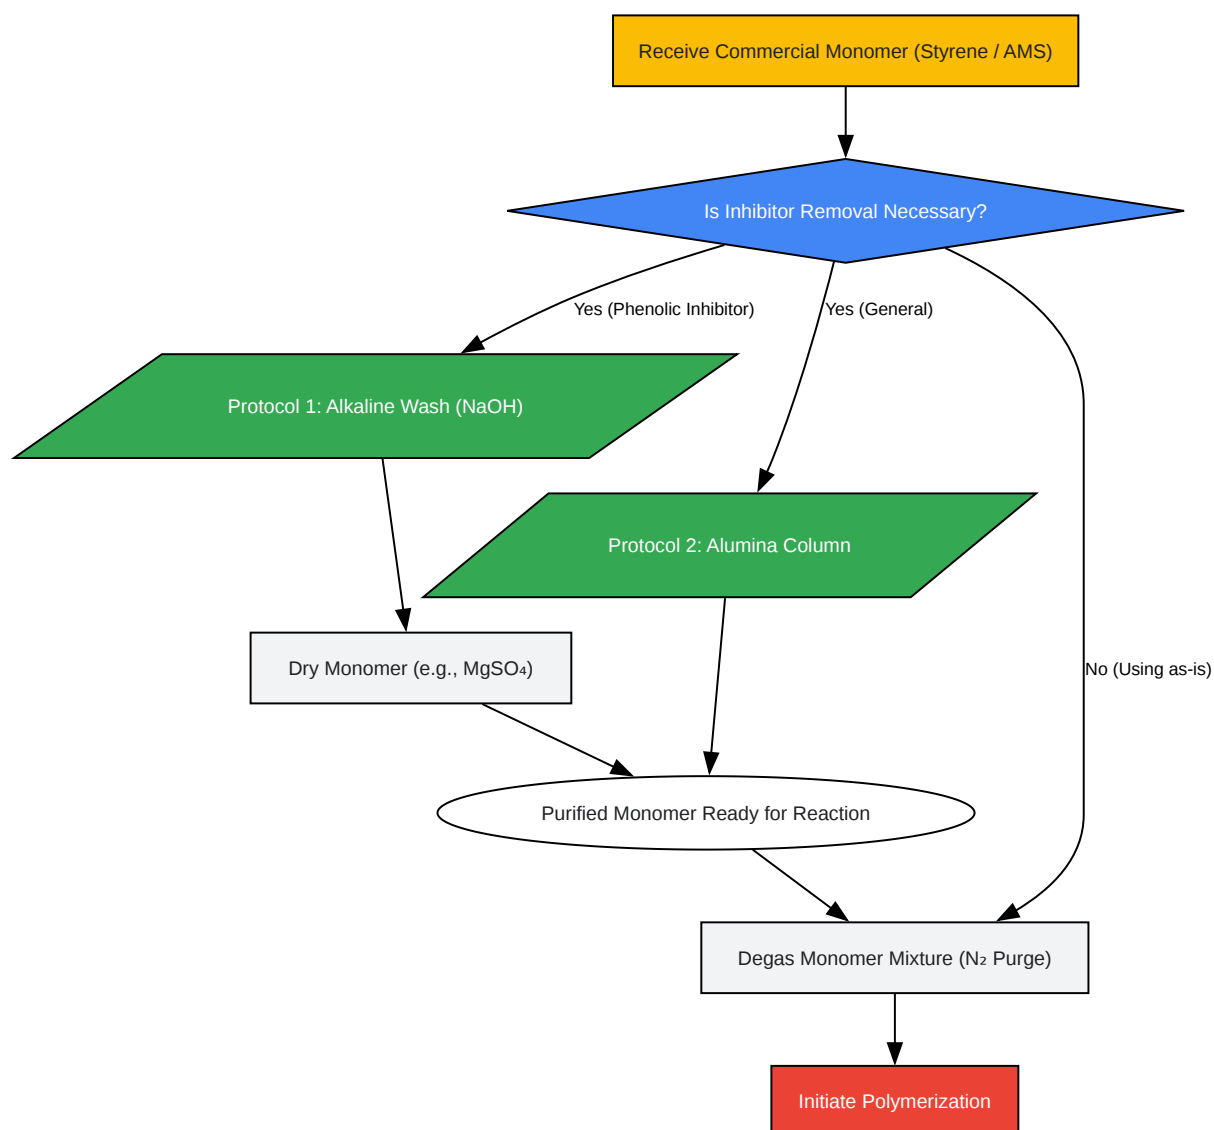 Receive Commercial Monomer (Styrene / AMS)
Is Inhibitor Removal Necessary?
Yes (Phenolic Inhibitor)
Yes (General)
Protocol 1: Alkaline Wash (NaOH)
Protocol 2: Alumina Column
Dry Monomer (e.g., MgSO₄)
No (Using as-is)
Purified Monomer Ready for Reaction
Degas Monomer Mixture (N₂ Purge)
Initiate Polymerization